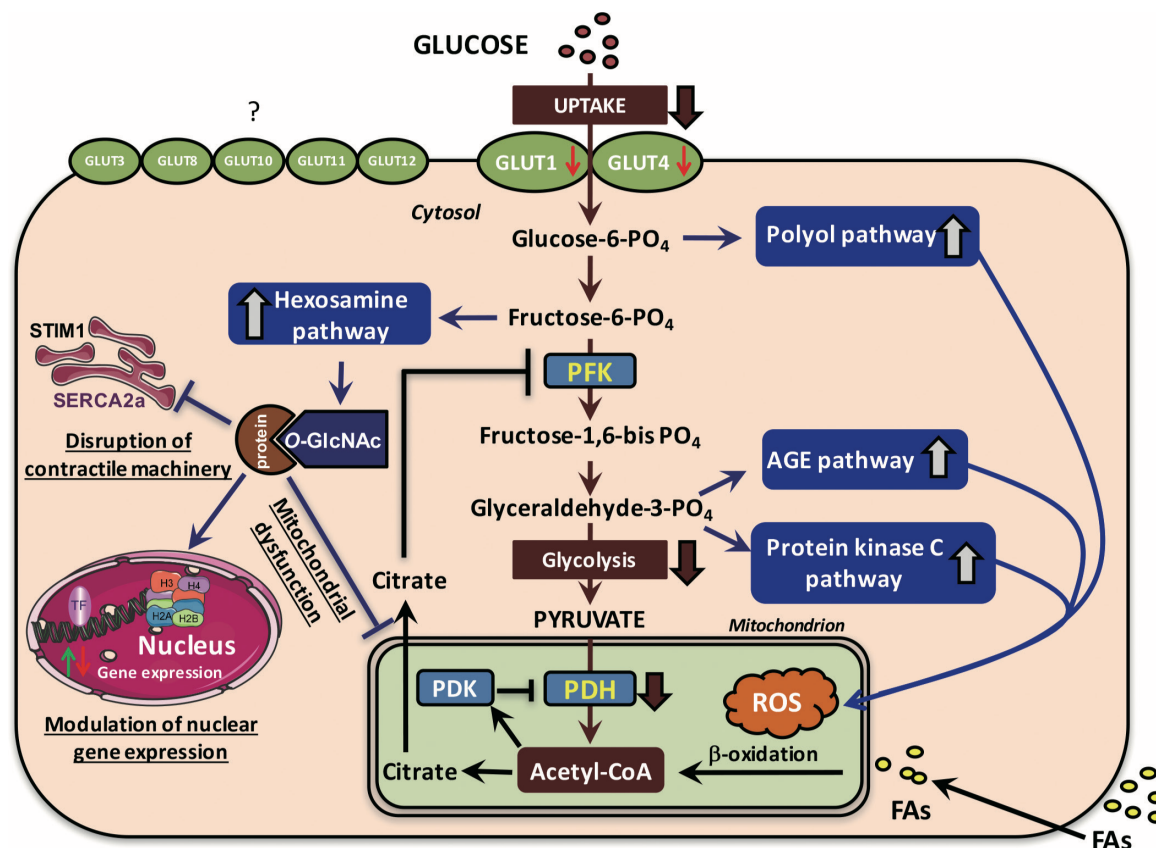 GLUCOSE
UPTAKE
?
GLUT3
GLUT8
GLUT10
GLUT11
GLUT12
GLUT1
GLUT4
Cytosol
Glucose-6-PO4
Polyol pathway
Hexosamine
pathway
Fructose-6-PO4
STIM1
SERCA2a
PFK
protein
O-GlcNAc
Disruption of
contractile machinery
Fructose-1,6-bis PO4
AGE pathway
Glyceraldehyde-3-PO4
Protein kinase C
pathway
Mitochondrial
dysfunction
Glycolysis
Citrate
PYRUVATE
Mitochondrion
TF
H3
H4
H2A
H2B
Nucleus
Gene expression
Modulation of nuclear
gene expression
PDK
PDH
ROS
β-oxidation
Citrate
Acetyl-CoA
FAs
FAs